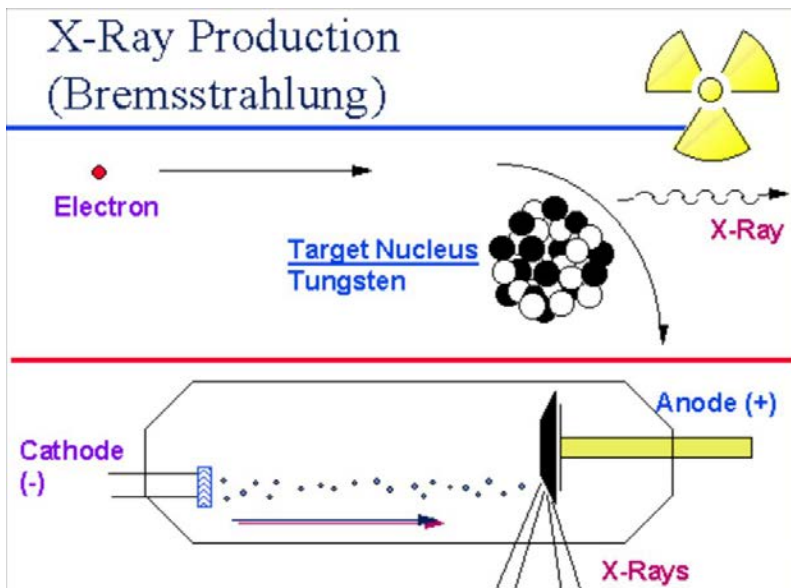 X-Ray Production
(Bremsstrahlung)
Electron
X-Ray
Target Nucleus
Tungsten
Anode (+)
Cathode
(-)
X-Rays